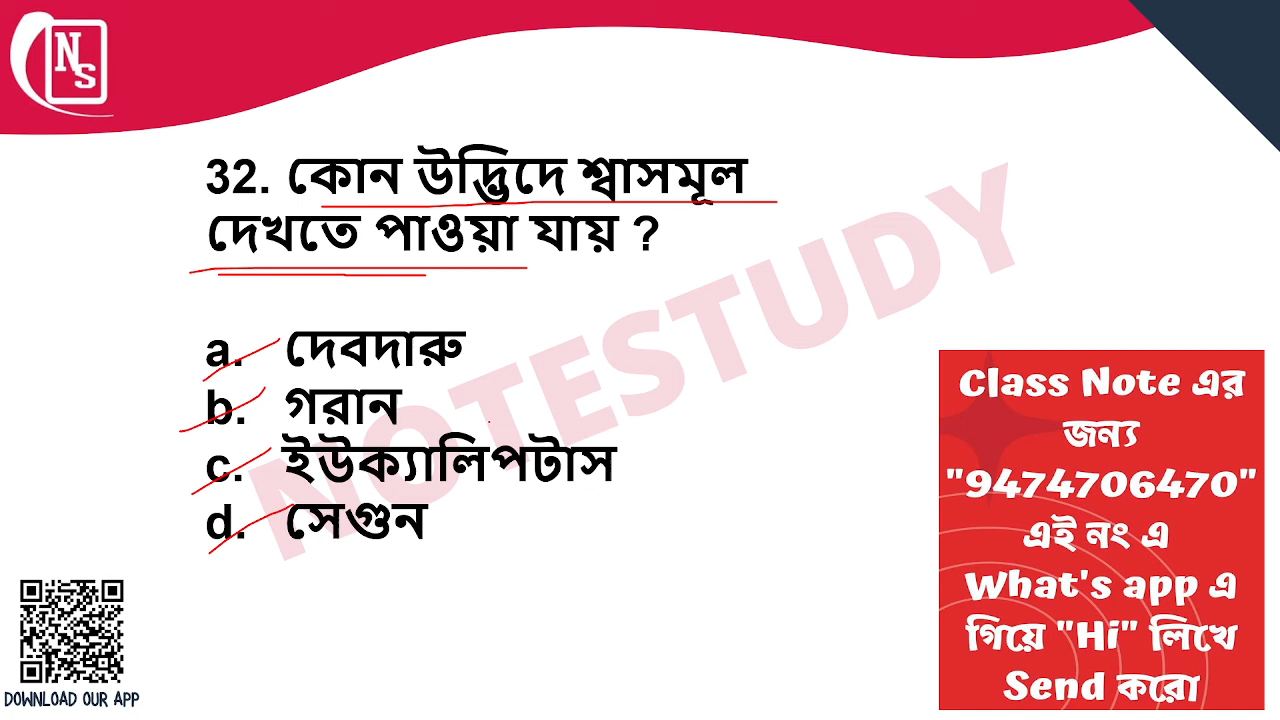 NS
32. কোন উদ্ভিদে শ্বাসমূল
দেখতে পাওয়া যায় ?
a. দেবদারু
b. গরান
c. ইউক্যালিপটাস
d. সেগুন
NOTESTUDY
Class Note এর
জন্য
"9474706470"
এই নং এ
What's app এ
গিয়ে "Hi" লিখে
Send করো
DOWNLOAD OUR APP